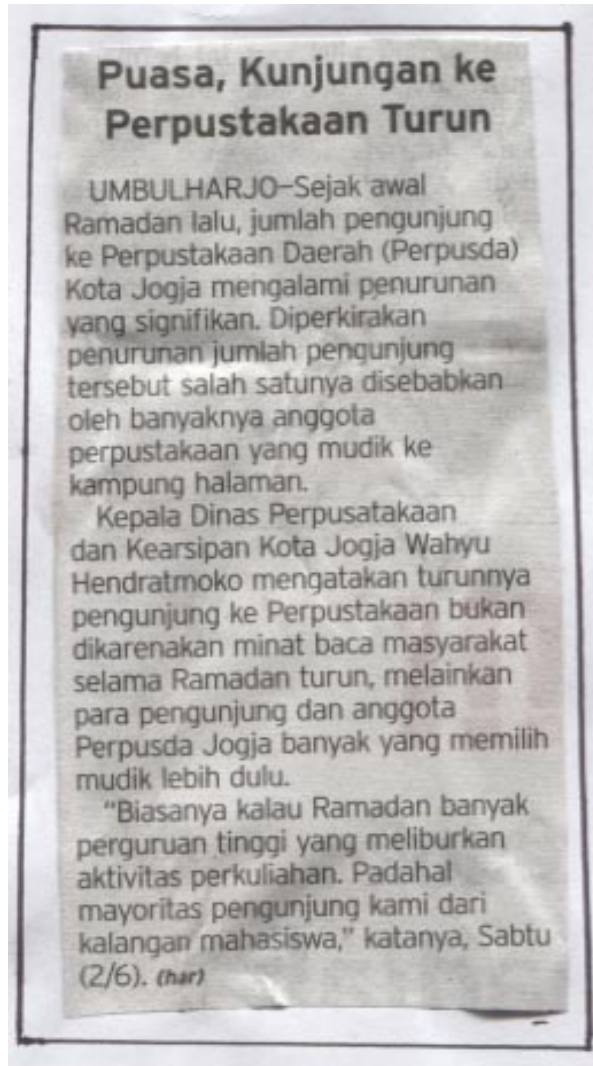 Puasa, Kunjungan ke
Perpustakaan Turun
UMBULHARJO–Sejak awal
Ramadan lalu, jumlah pengunjung
ke Perpustakaan Daerah (Perpusda)
Kota Jogja mengalami penurunan
yang signifikan. Diperkirakan
penurunan jumlah pengunjung
tersebut salah satunya disebabkan
oleh banyaknya anggota
perpustakaan yang mudik ke
kampung halaman.
Kepala Dinas Perpusatakaan
dan Kearsipan Kota Jogja Wahyu
Hendratmoko mengatakan turunnya
pengunjung ke Perpustakaan bukan
dikarenakan minat baca masyarakat
selama Ramadan turun, melainkan
para pengunjung dan anggota
Perpusda Jogja banyak yang memilih
mudik lebih dulu.
“Biasanya kalau Ramadan banyak
perguruan tinggi yang meliburkan
aktivitas perkuliahan. Padahal
mayoritas pengunjung kami dari
kalangan mahasiswa,” katanya, Sabtu
(2/6). (har)